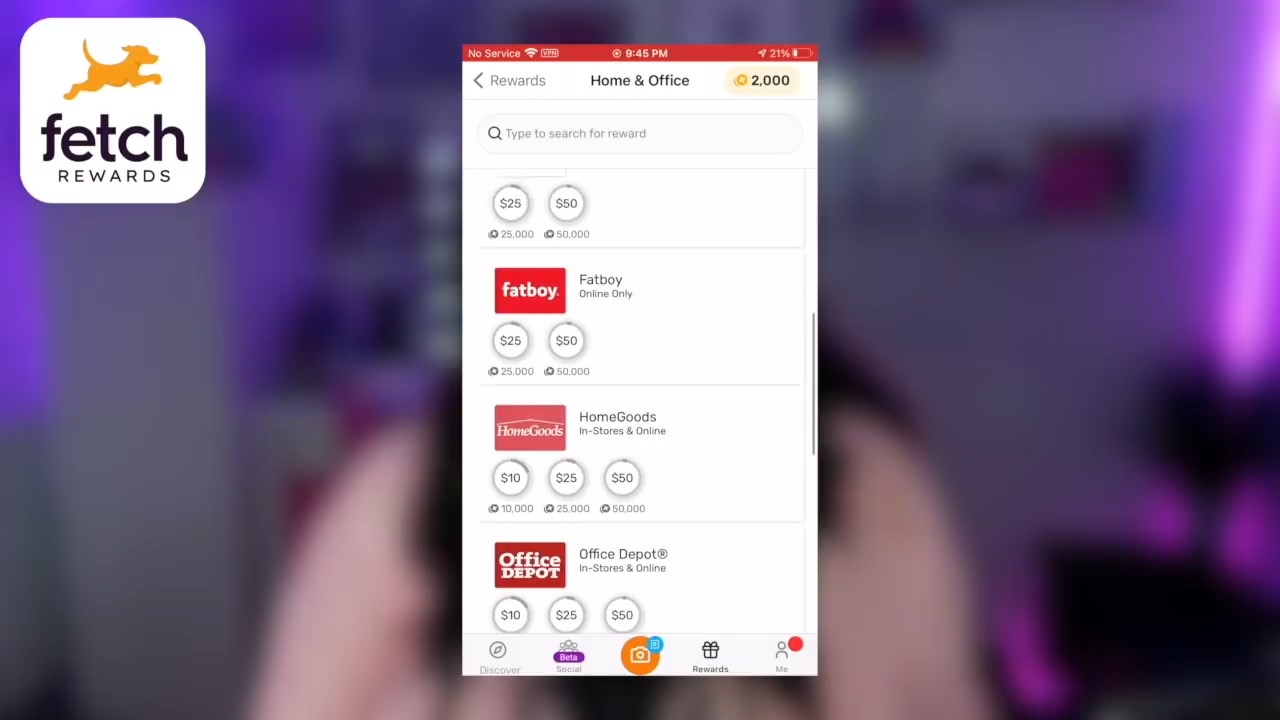 fetch
REWARDS
No Service VPN 9:45 PM 21%
Rewards Home & Office 2,000
Type to search for reward
$25 $50
25,000 50,000
fatboy.
Fatboy
Online Only
$25 $50
25,000 50,000
HomeGoods
HomeGoods
In-Stores & Online
$10 $25 $50
10,000 25,000 50,000
Office DEPOT
Office Depot®
In-Stores & Online
$10 $25 $50
Discover Beta Social Rewards Me